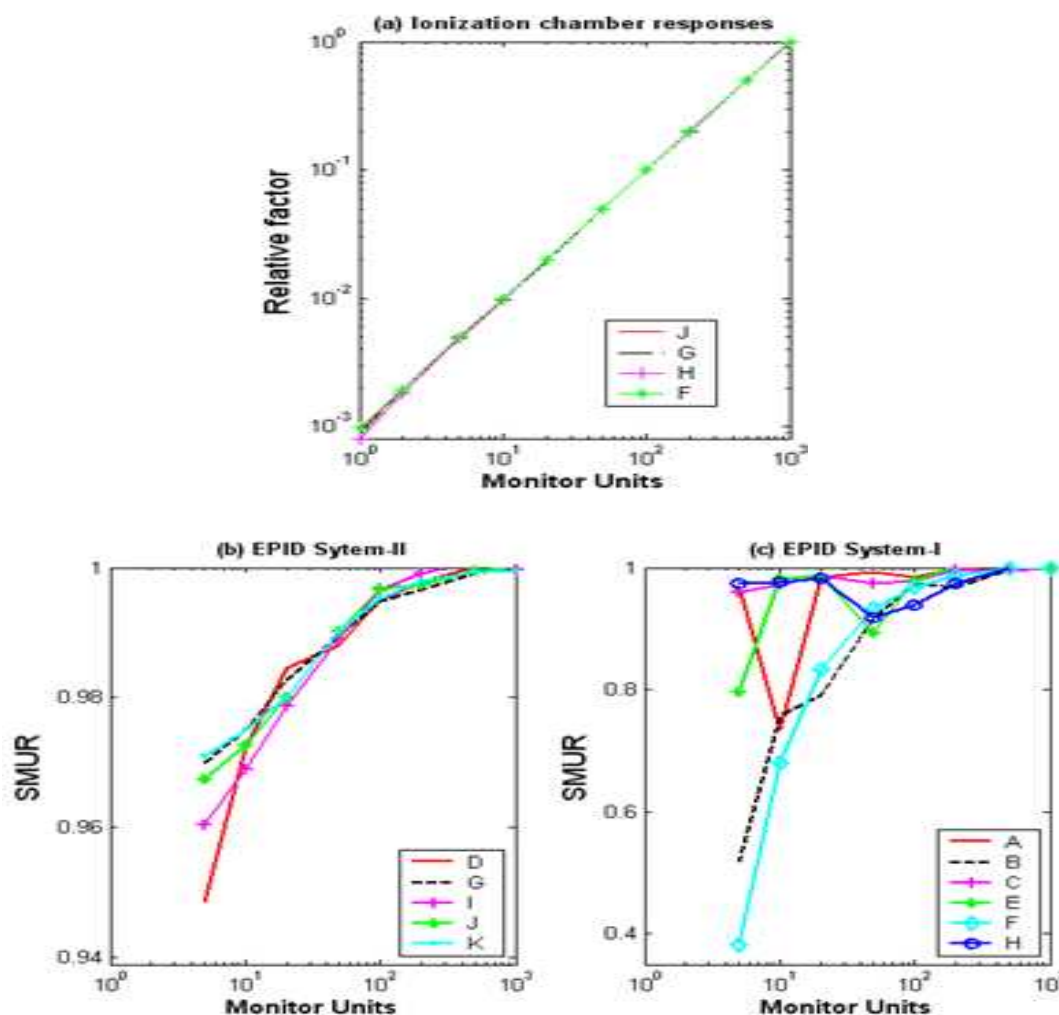 (a) Ionization chamber responses
Relative factor
10^0
10^-1
10^-2
10^-3
J
G
H
F
10^0 10^1 10^2 10^3
Monitor Units
(b) EPID Sytem-II
SMUR
1
0.98
0.96
0.94
D
G
I
J
K
10^0 10^1 10^2 10^3
Monitor Units
(c) EPID System-I
SMUR
1
0.8
0.6
0.4
A
B
C
E
F
H
10^0 10^1 10^2 10^3
Monitor Units